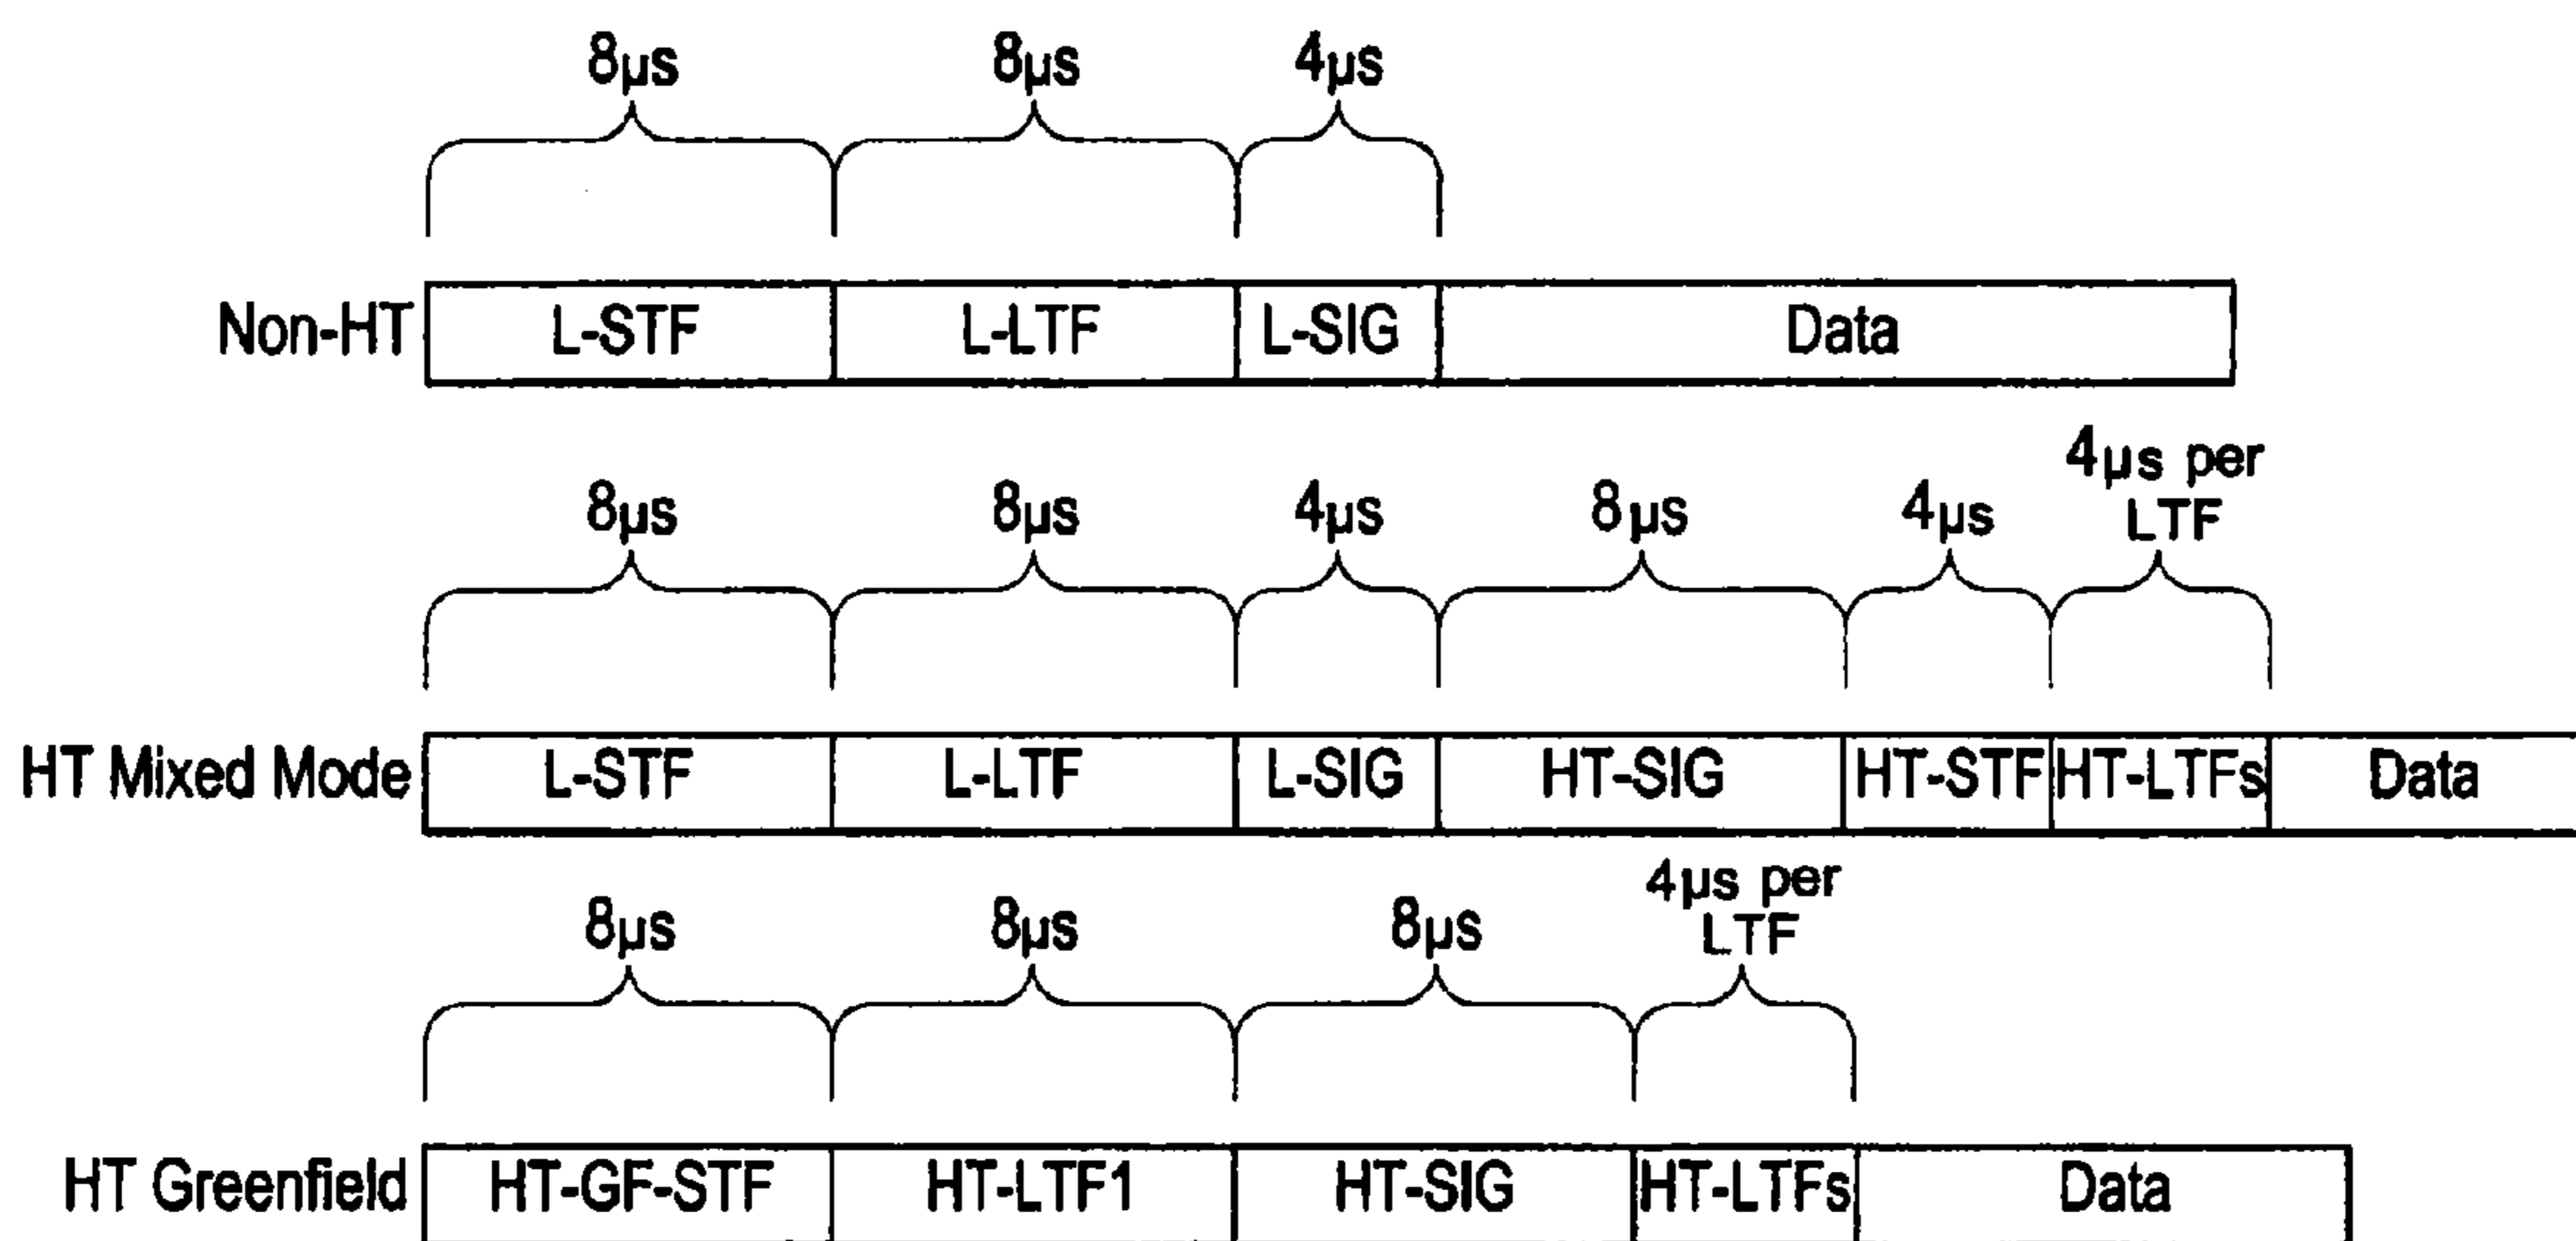 8µs 8µs 4µs
Non-HT L-STF L-LTF L-SIG Data
8µs 8µs 4µs 8µs 4µs 4µs per
LTF
HT Mixed Mode L-STF L-LTF L-SIG HT-SIG HT-STF HT-LTFs Data
8µs 8µs 8µs 4µs per
LTF
HT Greenfield HT-GF-STF HT-LTF1 HT-SIG HT-LTFs Data